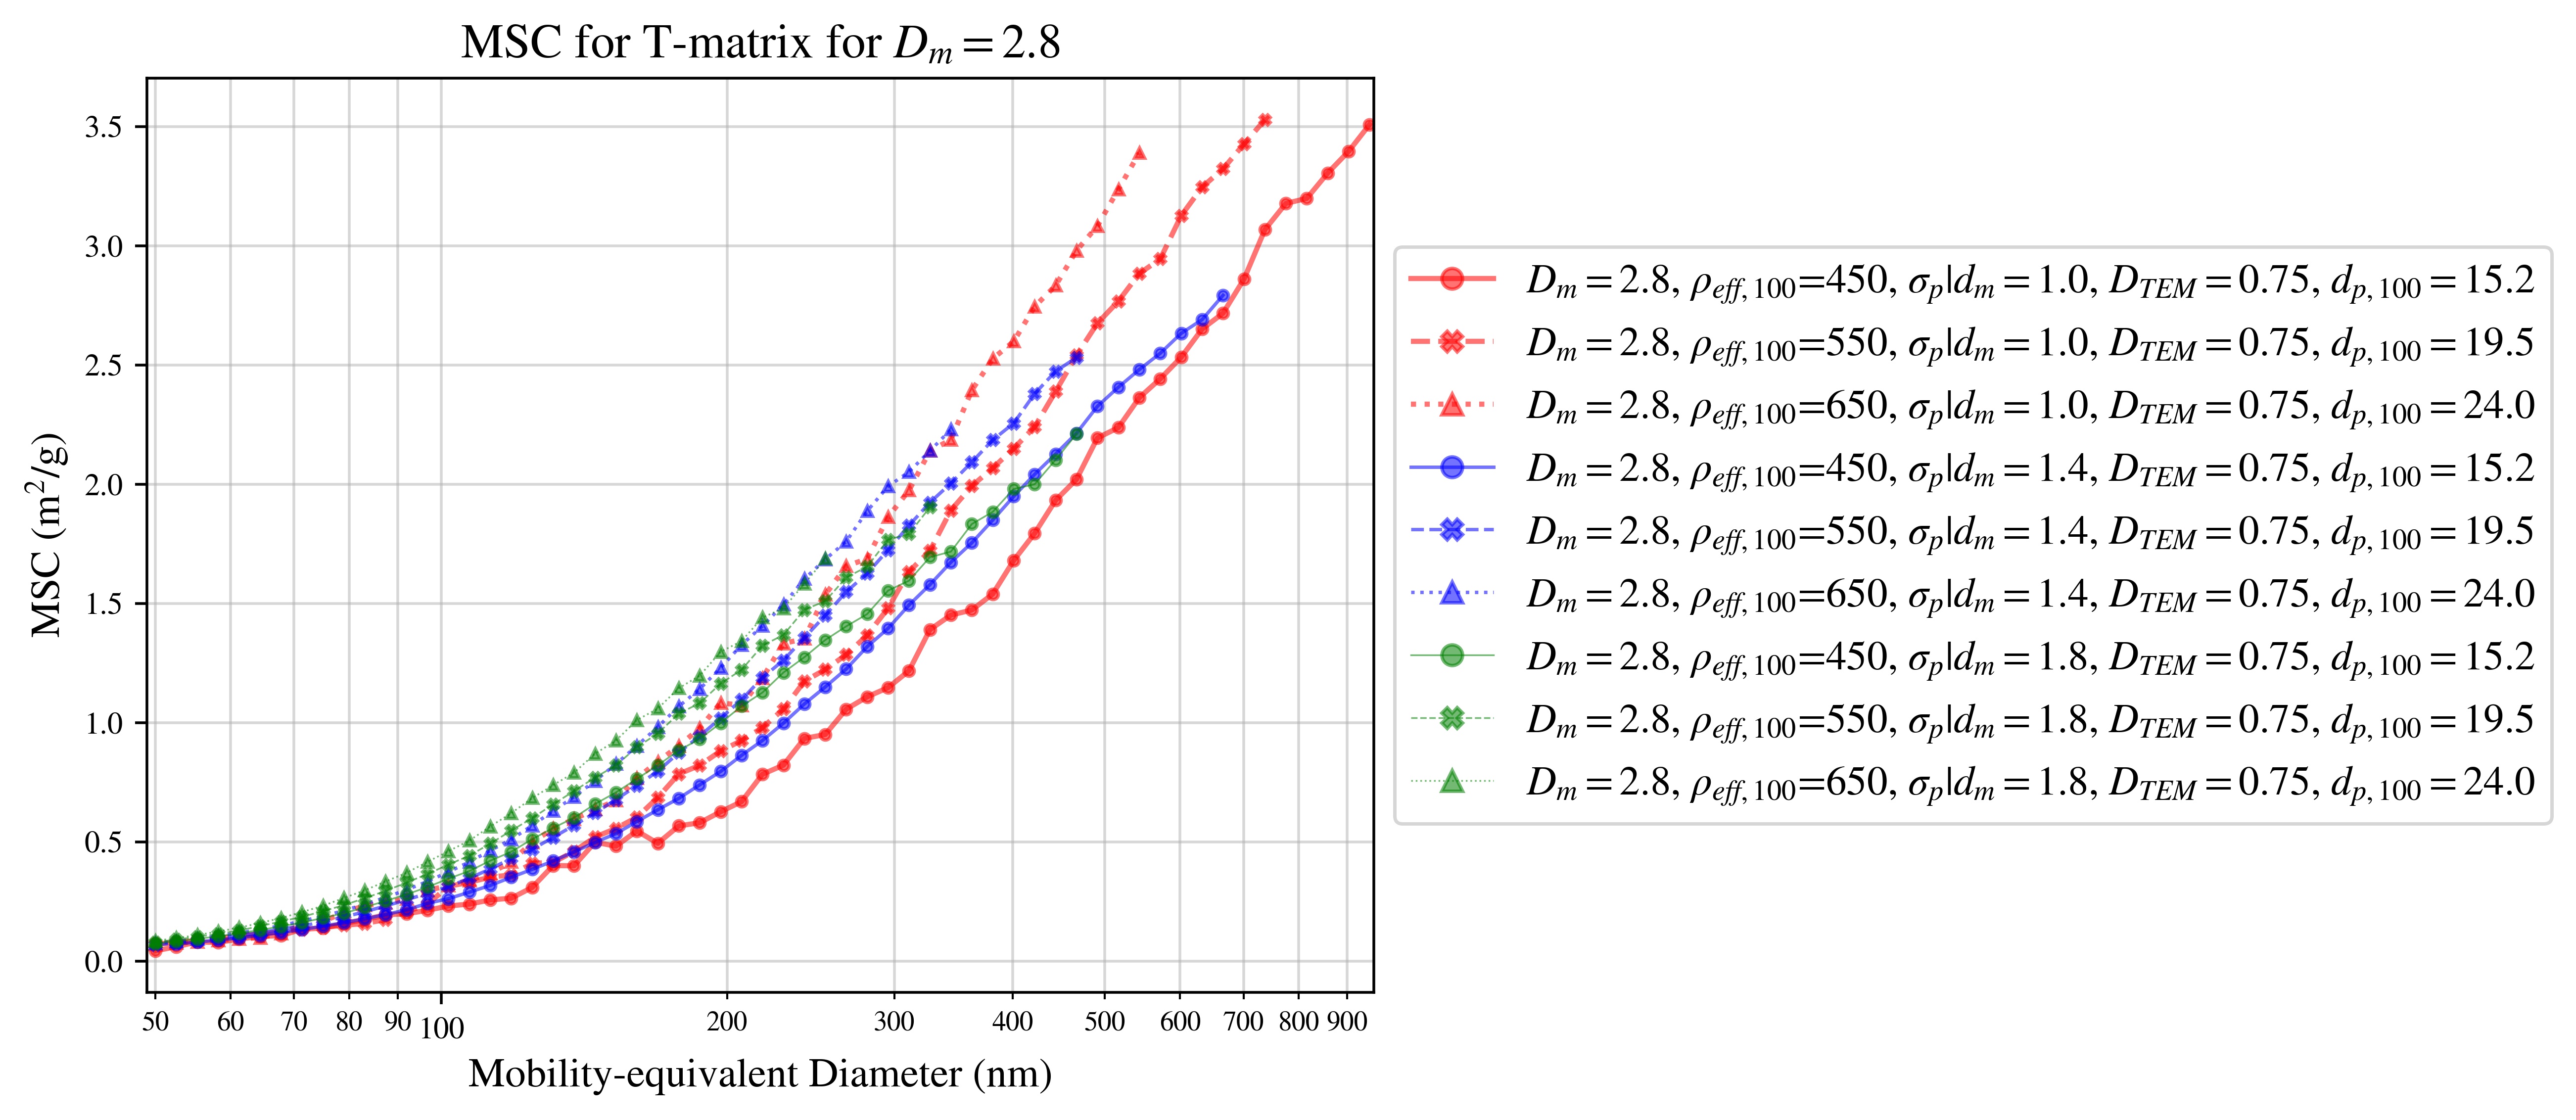 MSC for T-matrix for Dₘ = 2.8
MSC (m²/g)
3.5
3.0
2.5
2.0
1.5
1.0
0.5
0.0
50 60 70 80 90 100 200 300 400 500 600 700 800 900
Mobility-equivalent Diameter (nm)
D_m = 2.8, ρ_eff,100=450, σ_p|d_m = 1.0, D_TEM = 0.75, d_p,100 = 15.2
D_m = 2.8, ρ_eff,100=550, σ_p|d_m = 1.0, D_TEM = 0.75, d_p,100 = 19.5
D_m = 2.8, ρ_eff,100=650, σ_p|d_m = 1.0, D_TEM = 0.75, d_p,100 = 24.0
D_m = 2.8, ρ_eff,100=450, σ_p|d_m = 1.4, D_TEM = 0.75, d_p,100 = 15.2
D_m = 2.8, ρ_eff,100=550, σ_p|d_m = 1.4, D_TEM = 0.75, d_p,100 = 19.5
D_m = 2.8, ρ_eff,100=650, σ_p|d_m = 1.4, D_TEM = 0.75, d_p,100 = 24.0
D_m = 2.8, ρ_eff,100=450, σ_p|d_m = 1.8, D_TEM = 0.75, d_p,100 = 15.2
D_m = 2.8, ρ_eff,100=550, σ_p|d_m = 1.8, D_TEM = 0.75, d_p,100 = 19.5
D_m = 2.8, ρ_eff,100=650, σ_p|d_m = 1.8, D_TEM = 0.75, d_p,100 = 24.0